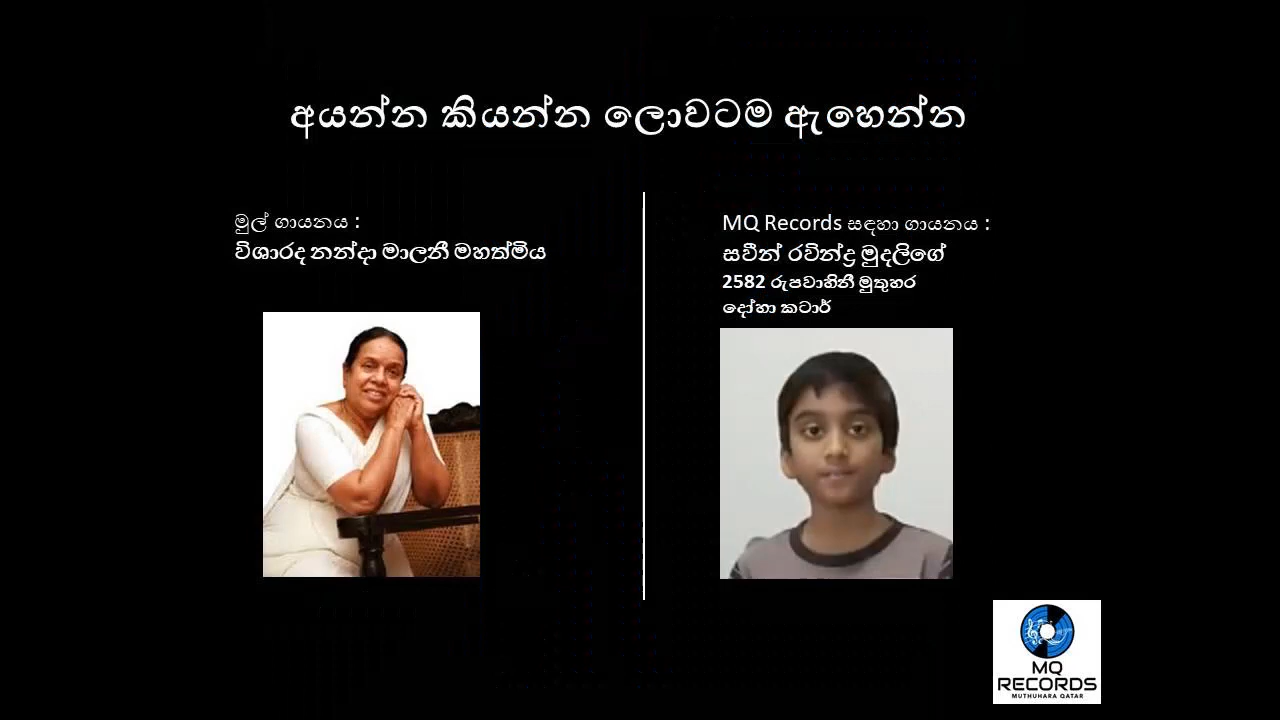 අයන්න කියන්න ලොවටම ඇහෙන්න
මුල් ගායනය :
විශාරද නන්දා මාලනී මහත්මිය
MQ Records සඳහා ගායනය :
සවීන් රවින්ද්‍ර මුදලිගේ
2582 රුපවාහිනී මුතුහර
දෝහා කටාර්
MQ
RECORDS
MUTHUHARA QATAR